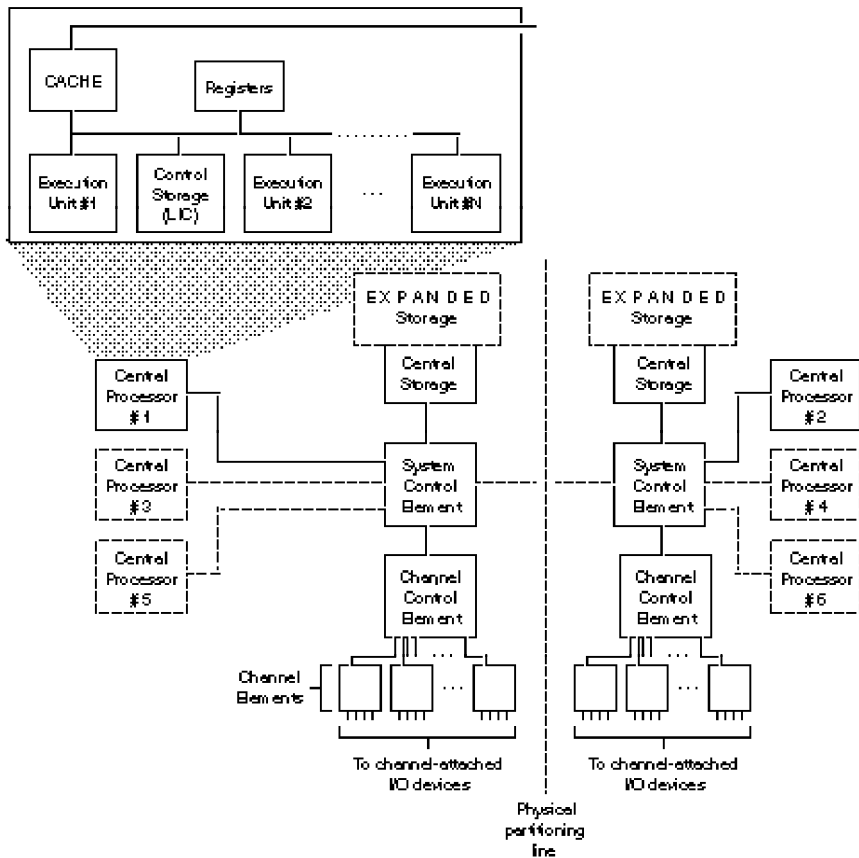 CACHE
Registers
Execution
Unit #1
Control
Storage
(LIC)
Execution
Unit #2
...
Execution
Unit #N
EXPANDED
Storage
EXPANDED
Storage
Central
Storage
Central
Storage
Central
Processor
#1
Central
Processor
#2
Central
Processor
#3
System
Control
Element
System
Control
Element
Central
Processor
#4
Central
Processor
#5
Channel
Control
Element
Channel
Control
Element
Central
Processor
#6
...
...
Channel
Elements
...
...
To channel-attached
I/O devices
To channel-attached
I/O devices
Physical
partitioning
line